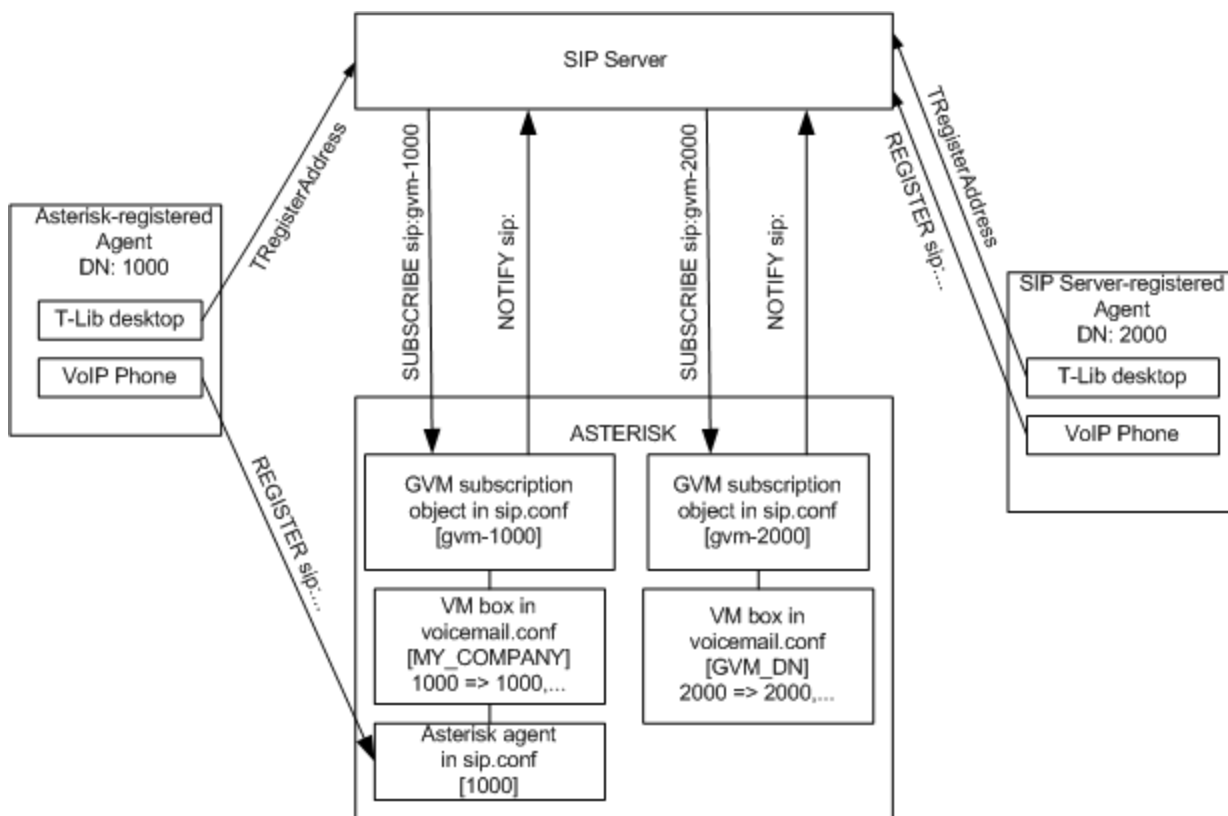 SIP Server
TRegisterAddress
SUBSCRIBE sip:gvm-1000
NOTIFY sip:
SUBSCRIBE sip:gvm-2000
NOTIFY sip:
REGISTER sip:...
TRegisterAddress
Asterisk-registered
Agent
DN: 1000
T-Lib desktop
VoIP Phone
SIP Server-registered
Agent
DN: 2000
T-Lib desktop
VoIP Phone
REGISTER sip:...
ASTERISK
GVM subscription
object in sip.conf
[gvm-1000]
GVM subscription
object in sip.conf
[gvm-2000]
VM box in
voicemail.conf
[MY_COMPANY]
1000 => 1000,...
VM box in
voicemail.conf
[GVM_DN]
2000 => 2000,...
Asterisk agent
in sip.conf
[1000]